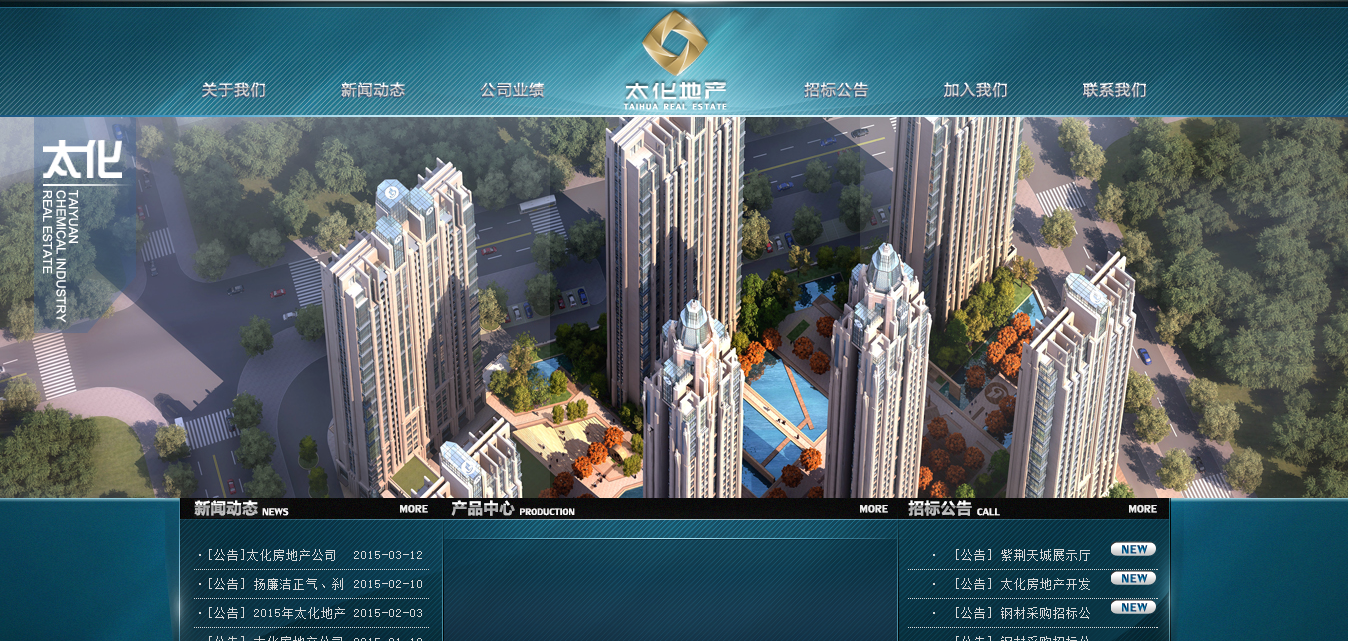 关于我们
新闻动态
公司业绩
太化地产
TAIHUA REAL ESTATE
招标公告
加入我们
联系我们
太化
TAIYUAN
CHEMICAL INDUSTRY
REAL ESTATE
新闻动态 NEWS MORE
·[公告]太化房地产公司 2015-03-12
·[公告] 扬廉洁正气、刹 2015-02-10
·[公告] 2015年太化地产 2015-02-03
产品中心 PRODUCTION MORE
招标公告 CALL MORE
· [公告] 紫荆天城展示厅 NEW
· [公告] 太化房地产开发 NEW
· [公告] 钢材采购招标公 NEW